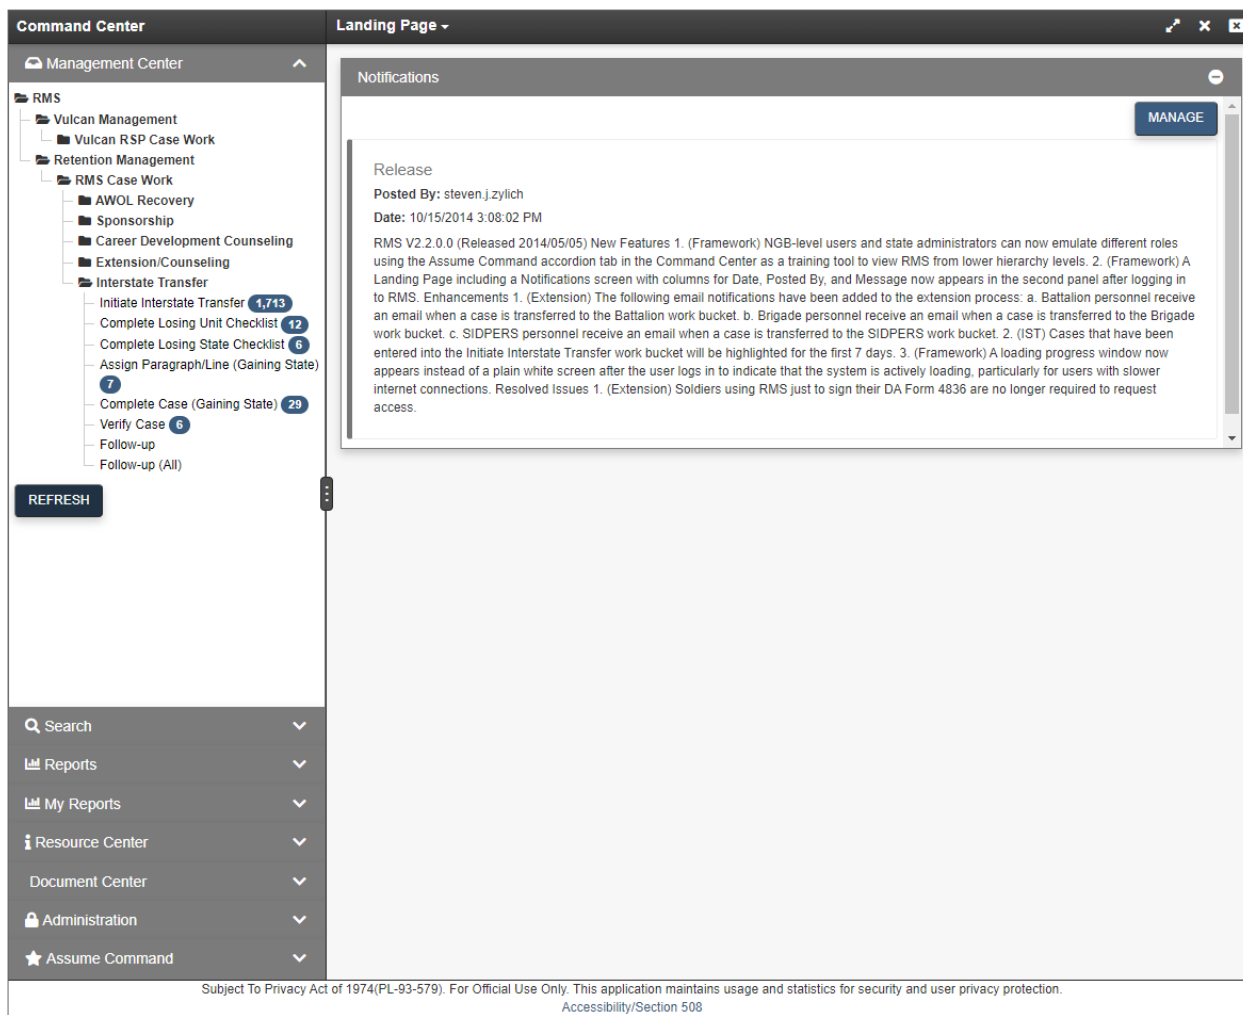 Command Center
Management Center
RMS
Vulcan Management
Vulcan RSP Case Work
Retention Management
RMS Case Work
AWOL Recovery
Sponsorship
Career Development Counseling
Extension/Counseling
Interstate Transfer
Initiate Interstate Transfer 1,713
Complete Losing Unit Checklist 12
Complete Losing State Checklist 6
Assign Paragraph/Line (Gaining State)
7
Complete Case (Gaining State) 29
Verify Case 6
Follow-up
Follow-up (All)
REFRESH
Search
Reports
My Reports
Resource Center
Document Center
Administration
Assume Command
Landing Page
Notifications
MANAGE
Release
Posted By: steven.j.zylich
Date: 10/15/2014 3:08:02 PM
RMS V2.2.0.0 (Released 2014/05/05) New Features 1. (Framework) NGB-level users and state administrators can now emulate different roles
using the Assume Command accordion tab in the Command Center as a training tool to view RMS from lower hierarchy levels. 2. (Framework) A
Landing Page including a Notifications screen with columns for Date, Posted By, and Message now appears in the second panel after logging in
to RMS. Enhancements 1. (Extension) The following email notifications have been added to the extension process: a. Battalion personnel receive
an email when a case is transferred to the Battalion work bucket. b. Brigade personnel receive an email when a case is transferred to the Brigade
work bucket. c. SIDPERS personnel receive an email when a case is transferred to the SIDPERS work bucket. 2. (IST) Cases that have been
entered into the Initiate Interstate Transfer work bucket will be highlighted for the first 7 days. 3. (Framework) A loading progress window now
appears instead of a plain white screen after the user logs in to indicate that the system is actively loading, particularly for users with slower
internet connections. Resolved Issues 1. (Extension) Soldiers using RMS just to sign their DA Form 4836 are no longer required to request
access.
Subject To Privacy Act of 1974(PL-93-579). For Official Use Only. This application maintains usage and statistics for security and user privacy protection.
Accessibility/Section 508